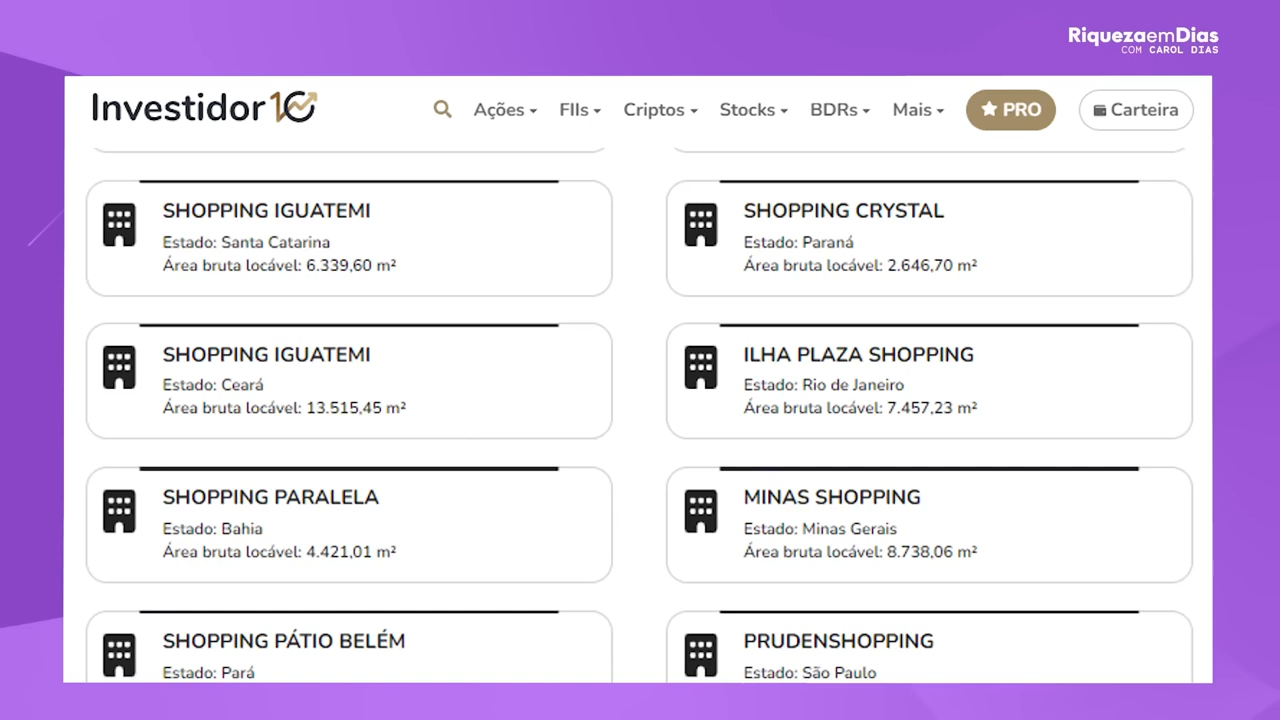 RiquezaemDias
COM CAROL DIAS
Investidor10
Ações
FIIs
Criptos
Stocks
BDRs
Mais
PRO
Carteira
SHOPPING IGUATEMI
Estado: Santa Catarina
Área bruta locável: 6.339,60 m²
SHOPPING CRYSTAL
Estado: Paraná
Área bruta locável: 2.646,70 m²
SHOPPING IGUATEMI
Estado: Ceará
Área bruta locável: 13.515,45 m²
ILHA PLAZA SHOPPING
Estado: Rio de Janeiro
Área bruta locável: 7.457,23 m²
SHOPPING PARALELA
Estado: Bahia
Área bruta locável: 4.421,01 m²
MINAS SHOPPING
Estado: Minas Gerais
Área bruta locável: 8.738,06 m²
SHOPPING PÁTIO BELÉM
Estado: Pará
PRUDENSHOPPING
Estado: São Paulo